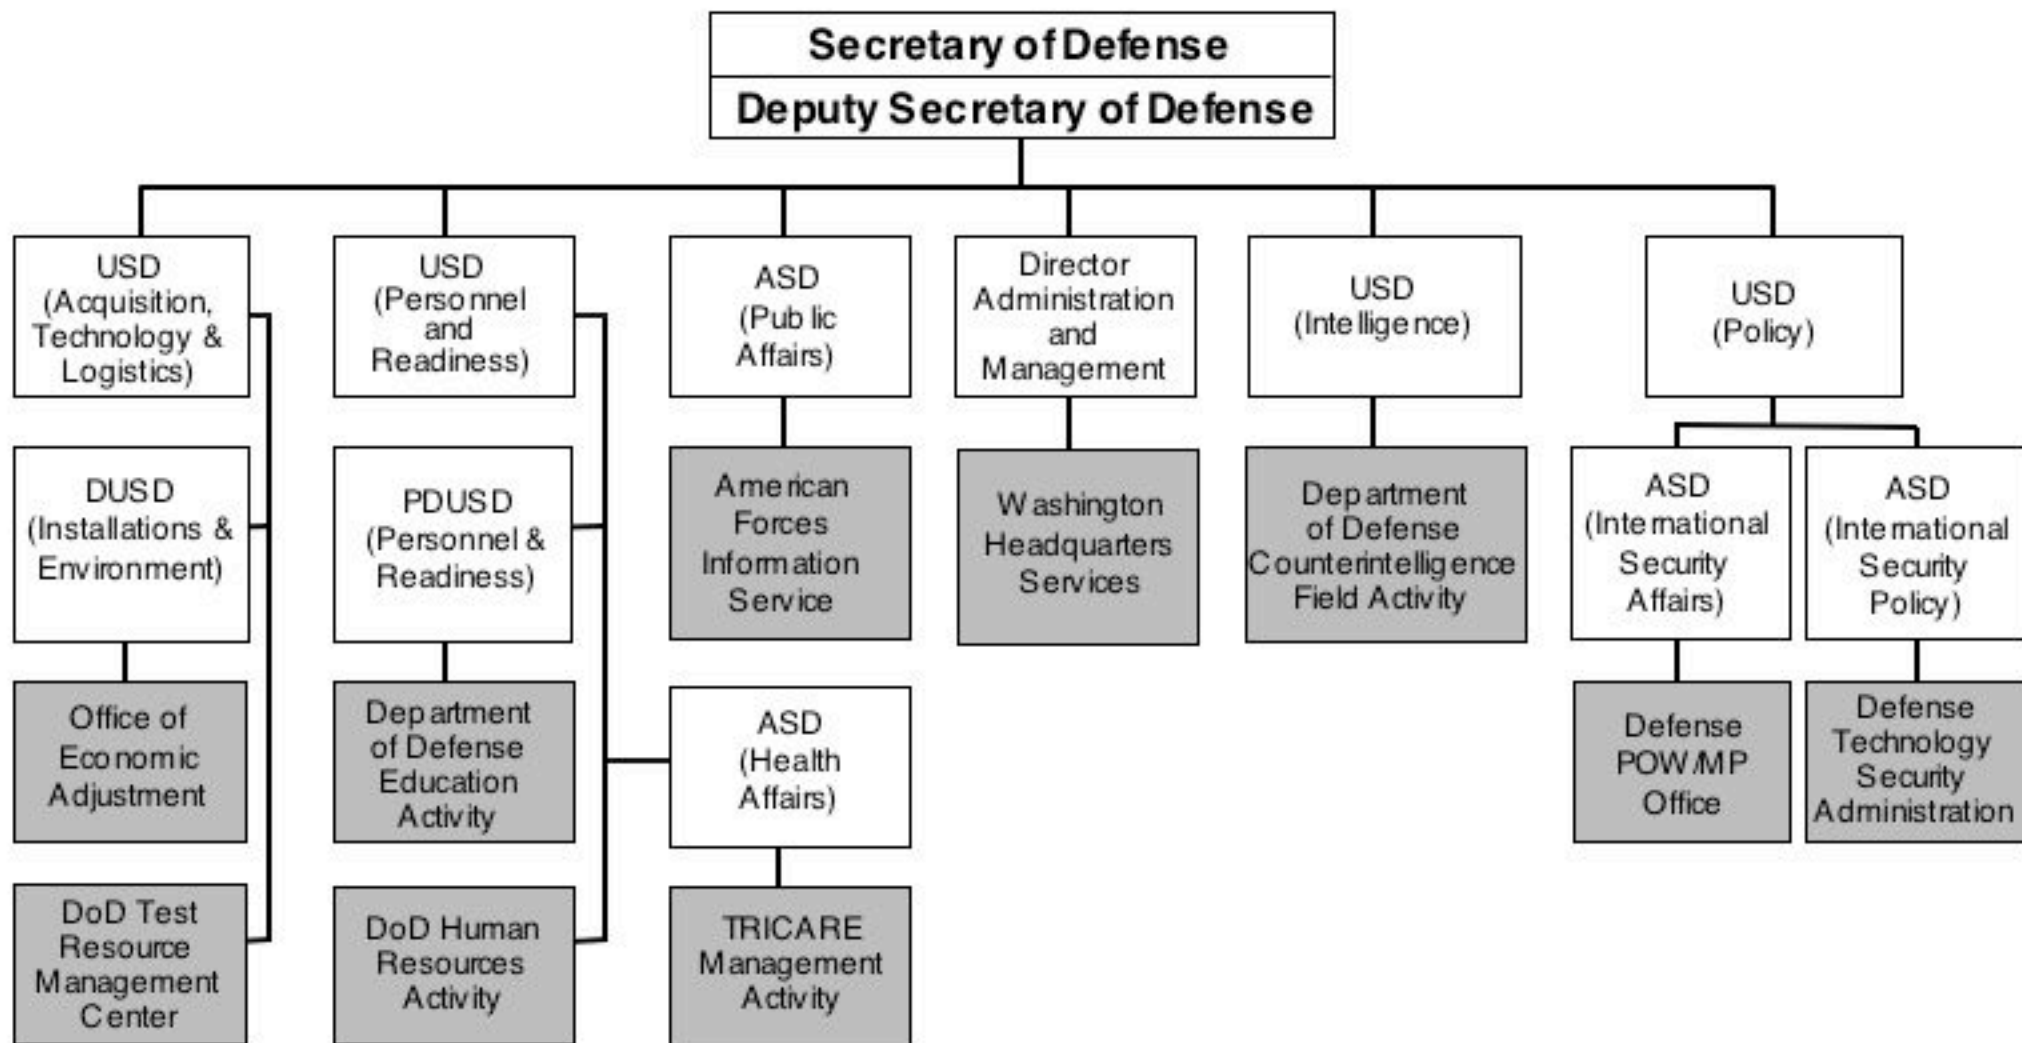 Secretary of Defense
Deputy Secretary of Defense
USD
(Acquisition,
Technology &
Logistics)
USD
(Personnel
and
Readiness)
ASD
(Public
Affairs)
Director
Administration
and
Management
USD
(Intelligence)
USD
(Policy)
DUSD
(Installations &
Environment)
PDUSD
(Personnel &
Readiness)
American
Forces
Information
Service
Washington
Headquarters
Services
Department
of Defense
Counterintelligence
Field Activity
ASD
(International
Security
Affairs)
ASD
(International
Security
Policy)
Office of
Economic
Adjustment
Department
of Defense
Education
Activity
ASD
(Health
Affairs)
Defense
POW/MP
Office
Defense
Technology
Security
Administration
DoD Test
Resource
Management
Center
DoD Human
Resources
Activity
TRICARE
Management
Activity